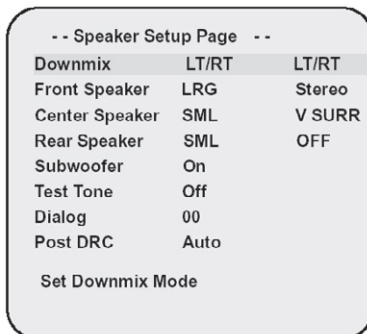 - - Speaker Setup Page - -
Downmix LT/RT LT/RT
Front Speaker LRG Stereo
Center Speaker SML V SURR
Rear Speaker SML OFF
Subwoofer On
Test Tone Off
Dialog 00
Post DRC Auto
Set Downmix Mode